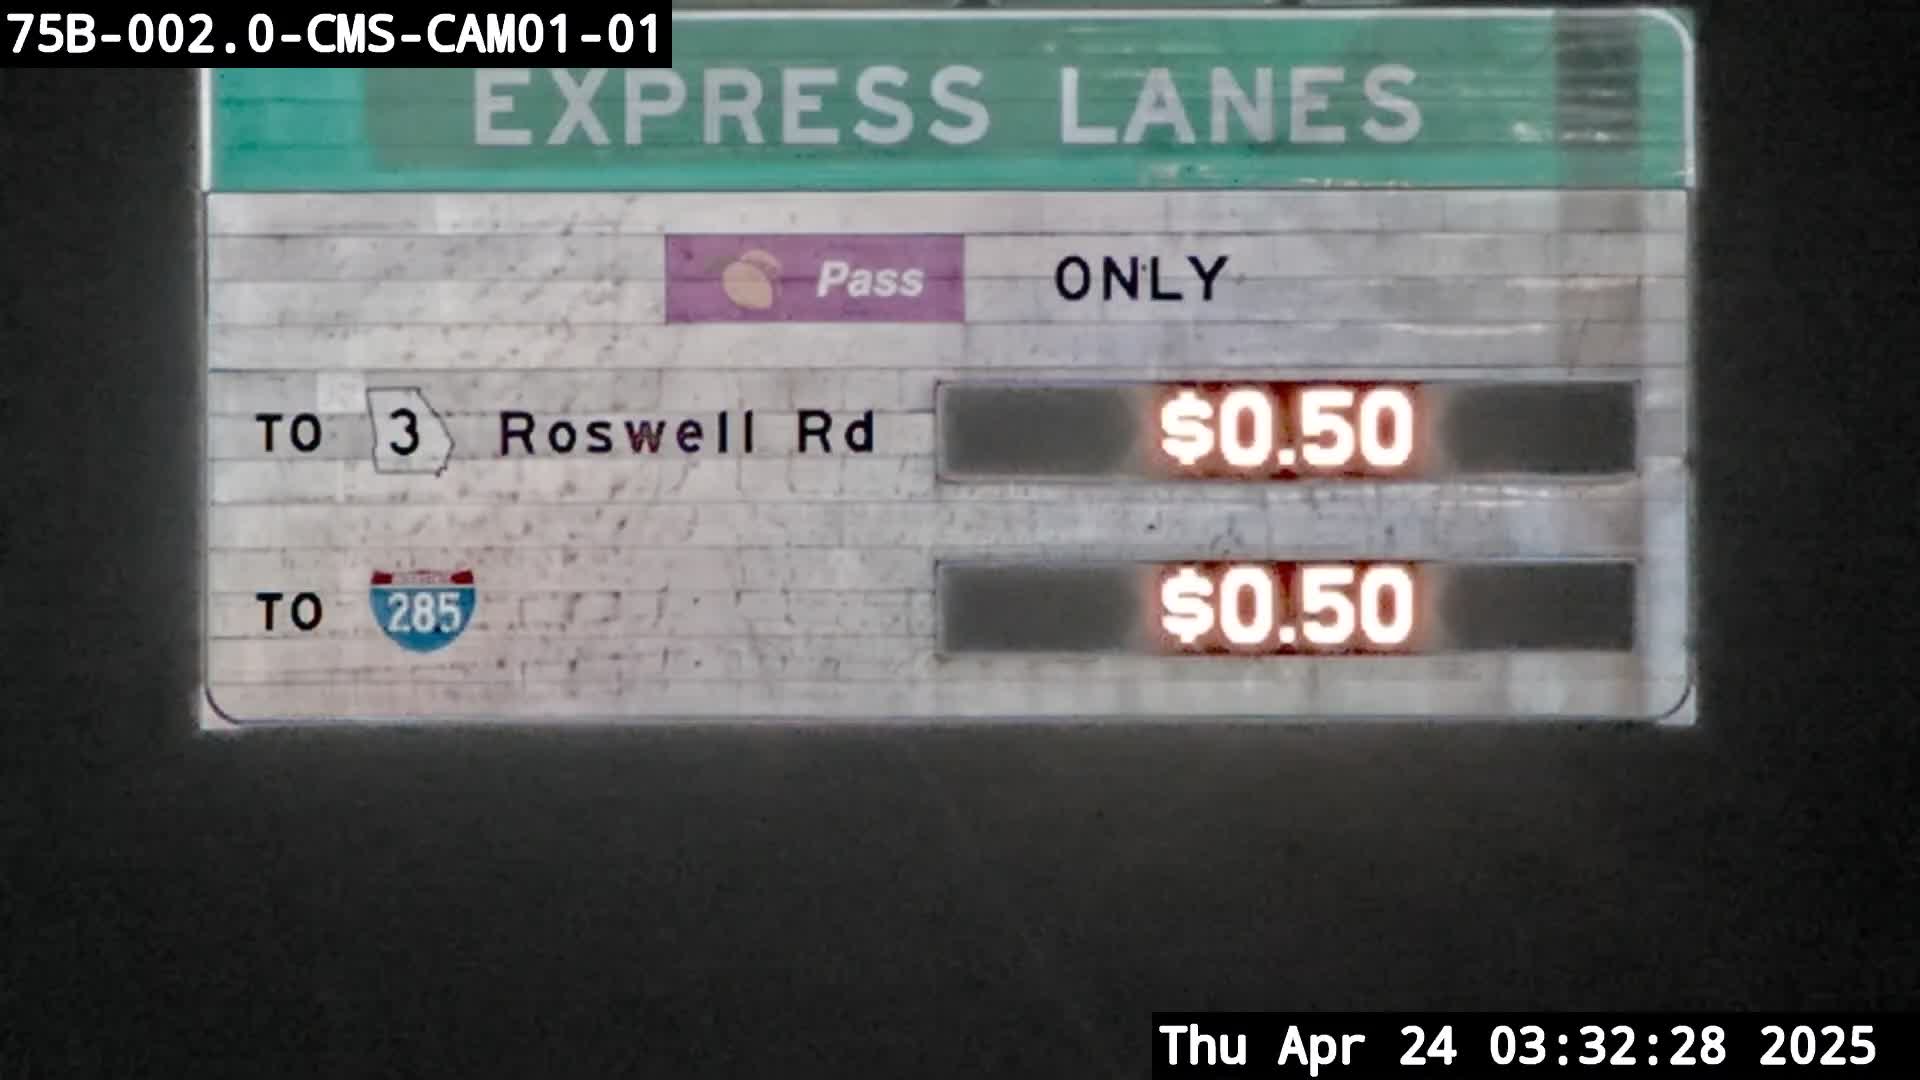 75B-002.0-CMS-CAM01-01
EXPRESS LANES
Pass ONLY
TO 3 Roswell Rd $0.50
TO 285 $0.50
Thu Apr 24 03:32:28 2025